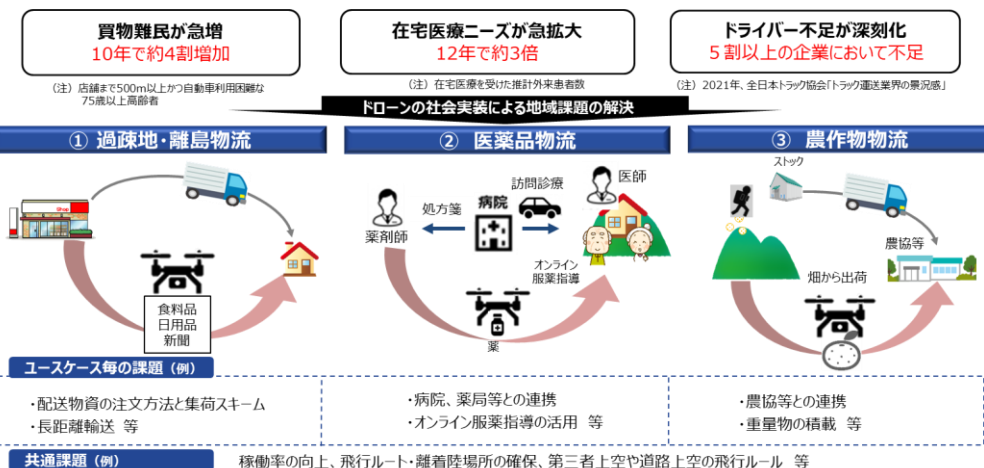 買物難民が急増
10年で約4割増加
（注）店舗まで500m以上かつ自動車利用困難な
75歳以上高齢者
在宅医療ニーズが急拡大
12年で約3倍
（注）在宅医療を受けた推計外来患者数
ドライバー不足が深刻化
５割以上の企業において不足
（注）2021年、全日本トラック協会「トラック運送業界の景況感」
ドローンの社会実装による地域課題の解決
① 過疎地・離島物流
Shop
食料品
日用品
新聞
② 医薬品物流
医師
訪問診療
病院
処方箋
薬剤師
オンライン
服薬指導
薬
③ 農作物物流
ストック
農協等
畑から出荷
ユースケース毎の課題（例）
・配送物資の注文方法と集荷スキーム
・長距離輸送 等
・病院、薬局等との連携
・オンライン服薬指導の活用 等
・農協等との連携
・重量物の積載 等
共通課題（例）
稼働率の向上、飛行ルート・離着陸場所の確保、第三者上空や道路上空の飛行ルール 等